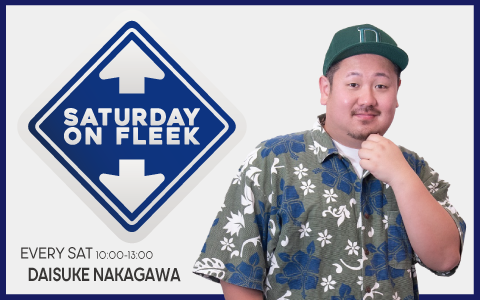 SATURDAY
ON FLEEK
EVERY SAT 10:00-13:00
DAISUKE NAKAGAWA